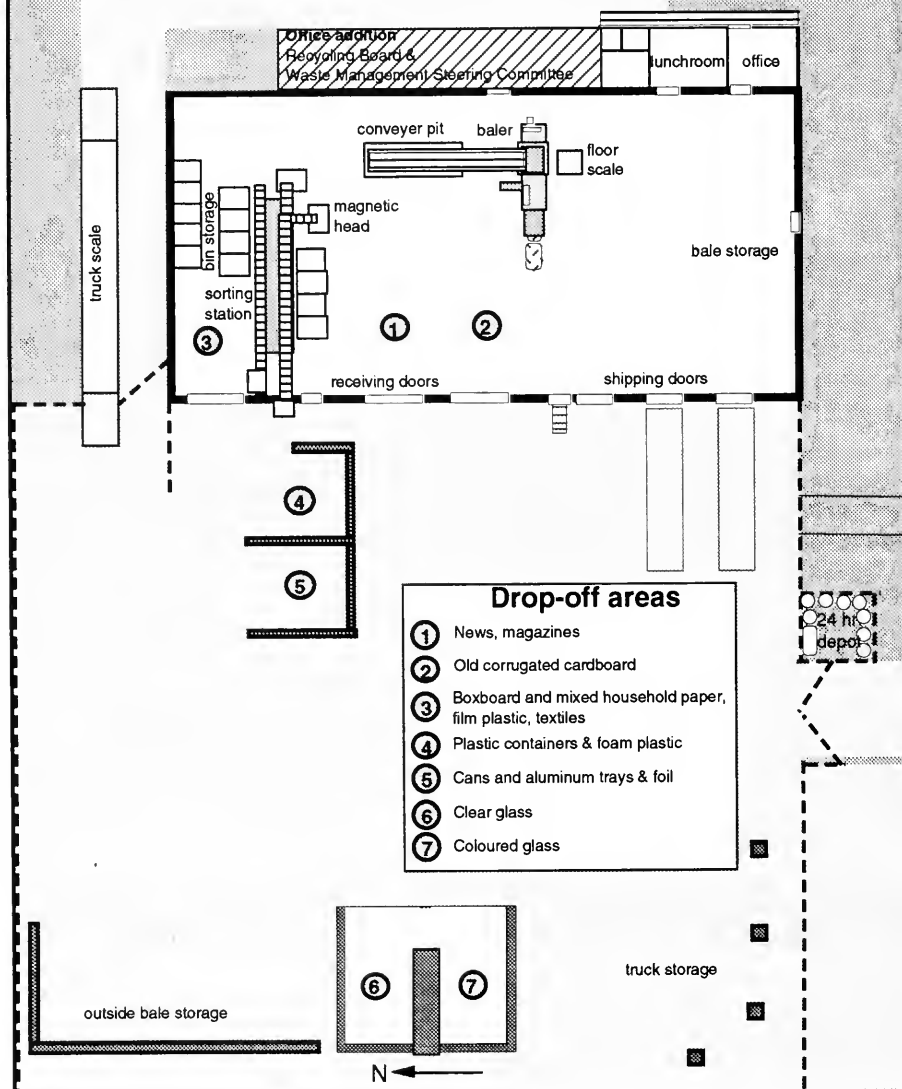 Office addition
Recycling Board &
Waste Management Steering Committee
lunchroom
office
conveyer pit
baler
floor
scale
truck scale
bin storage
magnetic
head
bale storage
sorting
station
3
1
2
receiving doors
shipping doors
4
5
Drop-off areas
1 News, magazines
2 Old corrugated cardboard
3 Boxboard and mixed household paper,
film plastic, textiles
4 Plastic containers & foam plastic
5 Cans and aluminum trays & foil
6 Clear glass
7 Coloured glass
24 hr
depot
6
7
truck storage
outside bale storage
N